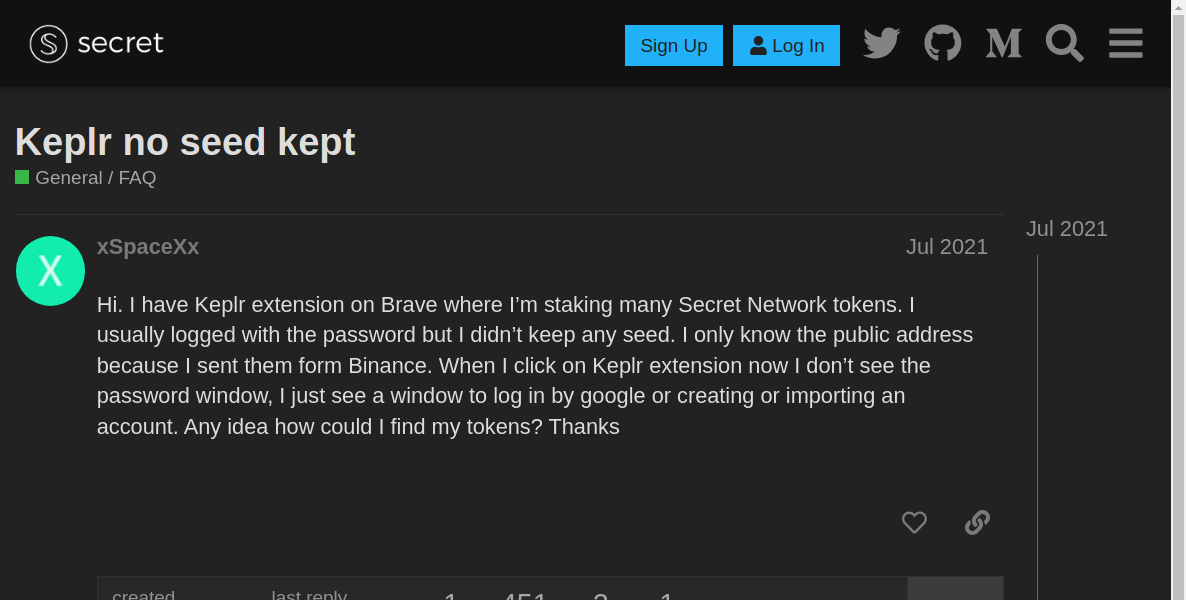 secret
Sign Up
Log In
Keplr no seed kept
General / FAQ
xSpaceXx
Jul 2021
Jul 2021
X
Hi. I have Keplr extension on Brave where I’m staking many Secret Network tokens. I
usually logged with the password but I didn’t keep any seed. I only know the public address
because I sent them form Binance. When I click on Keplr extension now I don’t see the
password window, I just see a window to log in by google or creating or importing an
account. Any idea how could I find my tokens? Thanks
created
last reply